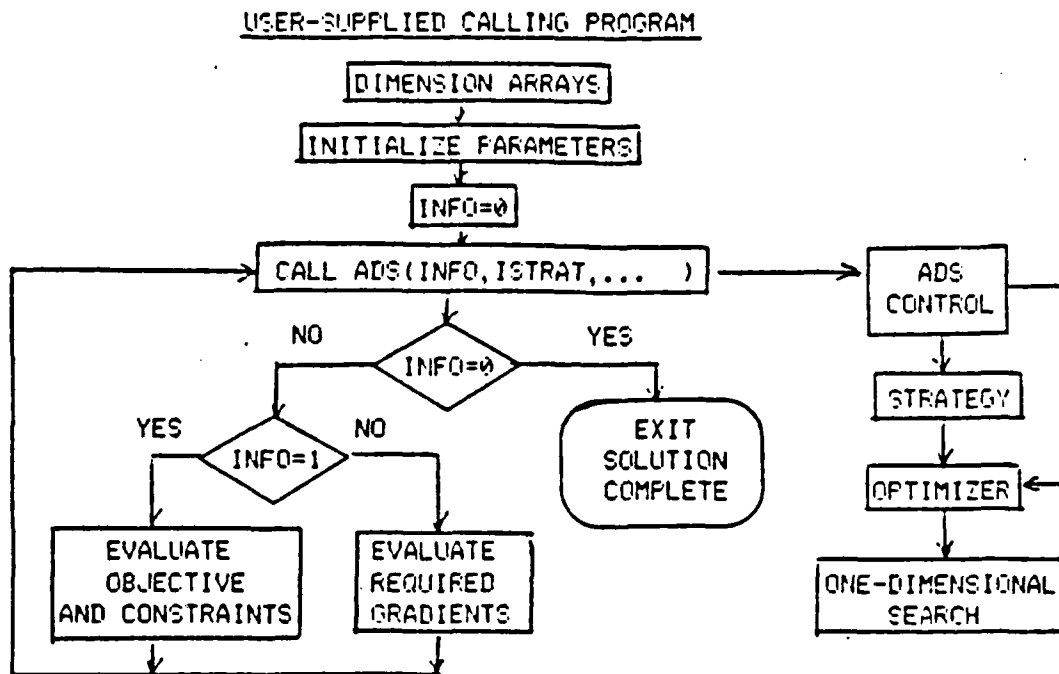 USER-SUPPLIED CALLING PROGRAM
DIMENSION ARRAYS
INITIALIZE PARAMETERS
INFO=0
CALL ADS(INFO,ISTRAT,... )
ADS
CONTROL
NO
INFO=0
YES
STRATEGY
EXIT
SOLUTION
COMPLETE
YES
INFO=1
NO
OPTIMIZER
EVALUATE
OBJECTIVE
AND CONSTRAINTS
EVALUATE
REQUIRED
GRADIENTS
ONE-DIMENSIONAL
SEARCH